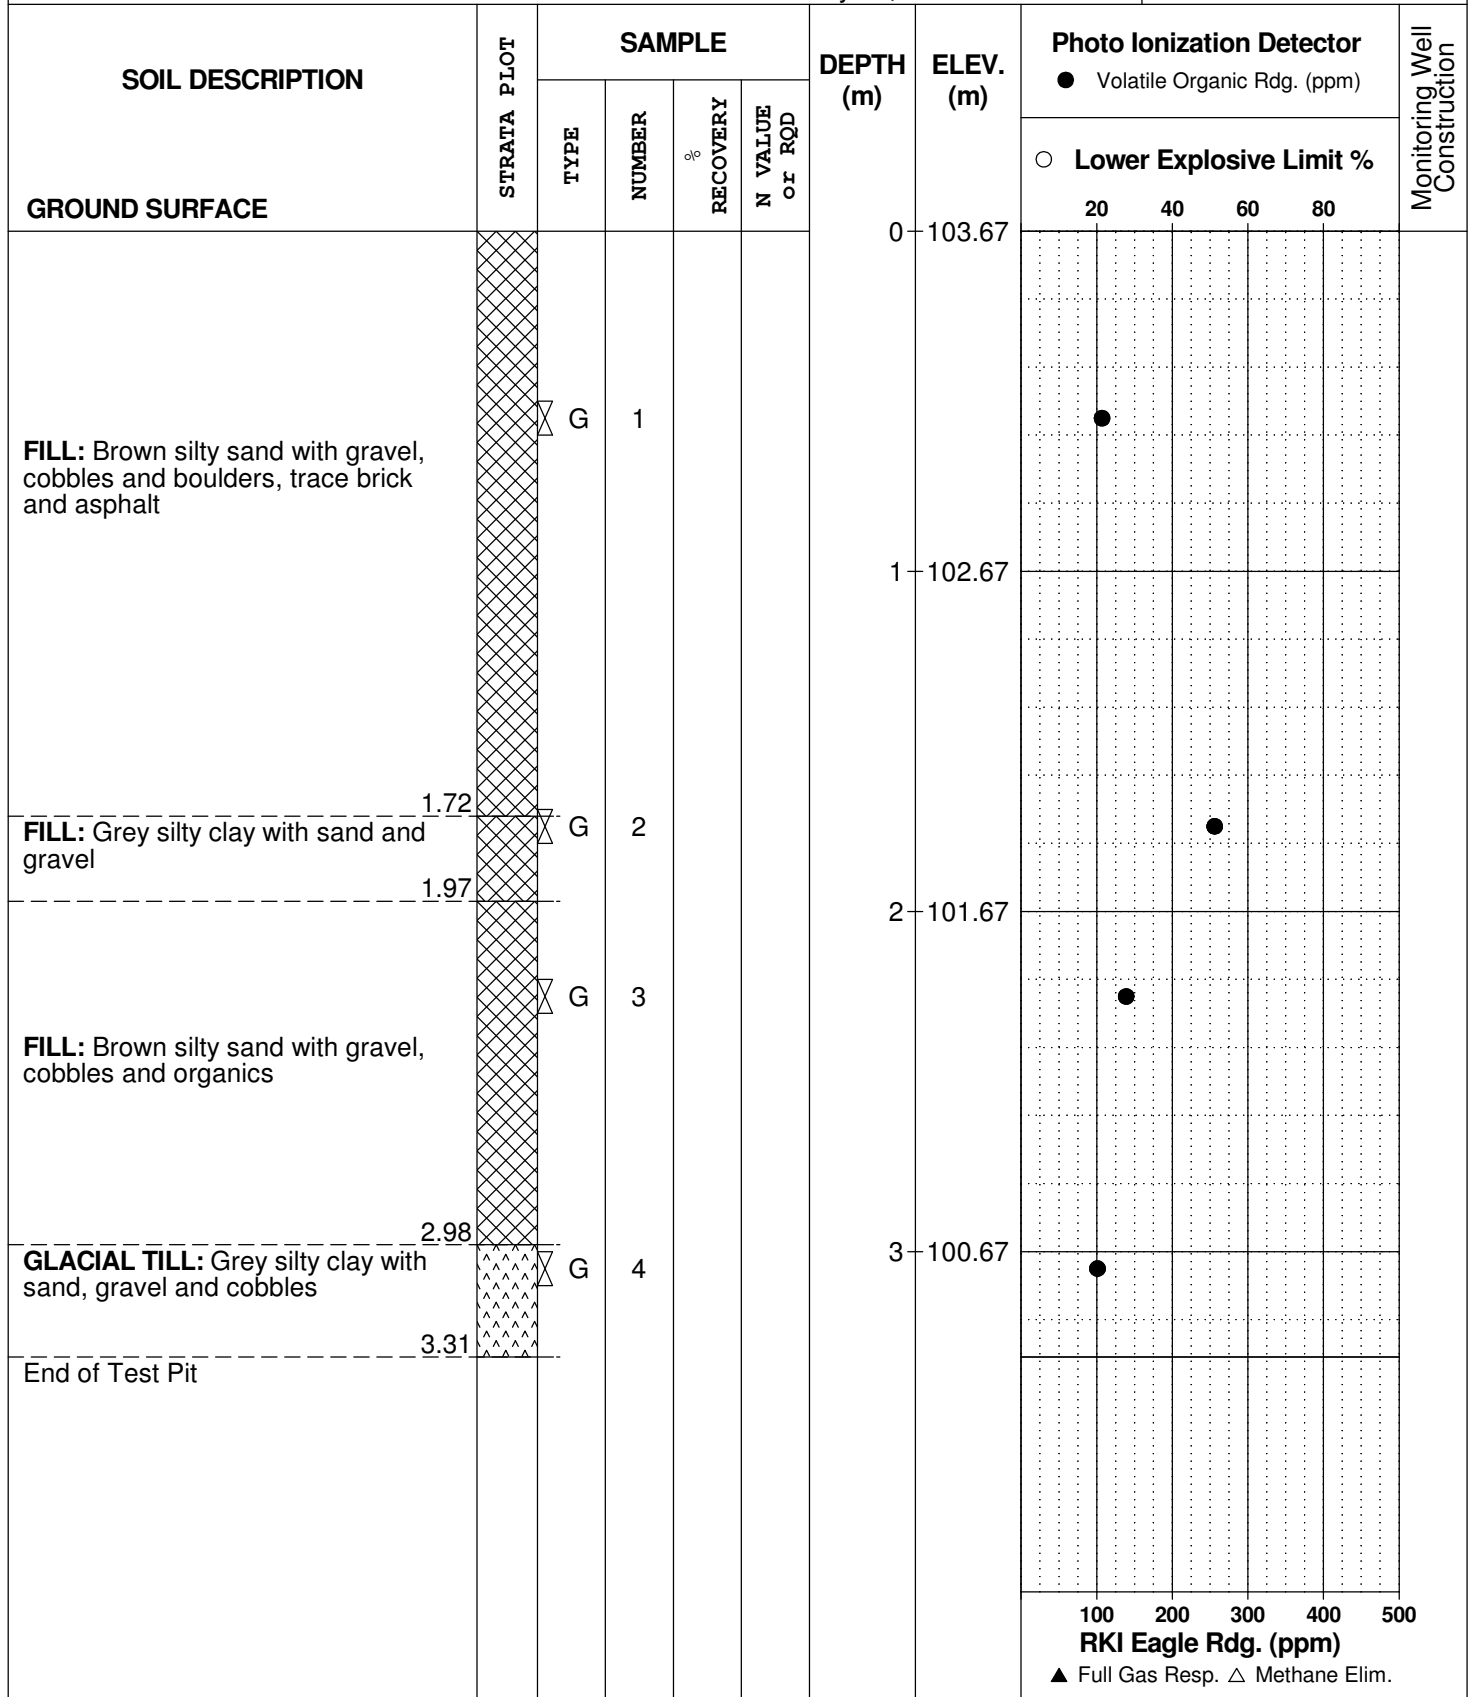 SOIL DESCRIPTION
GROUND SURFACE
STRATA PLOT
SAMPLE
TYPE
NUMBER
%
RECOVERY
N VALUE
or RQD
DEPTH
(m)
ELEV.
(m)
Photo Ionization Detector
● Volatile Organic Rdg. (ppm)
○ Lower Explosive Limit %
20 40 60 80
Monitoring Well
Construction
0 103.67
G 1
FILL: Brown silty sand with gravel,
cobbles and boulders, trace brick
and asphalt
1 102.67
1.72
FILL: Grey silty clay with sand and
gravel
G 2
1.97
2 101.67
G 3
FILL: Brown silty sand with gravel,
cobbles and organics
2.98
3 100.67
GLACIAL TILL: Grey silty clay with
sand, gravel and cobbles
G 4
3.31
End of Test Pit
100 200 300 400 500
RKI Eagle Rdg. (ppm)
▲ Full Gas Resp. △ Methane Elim.